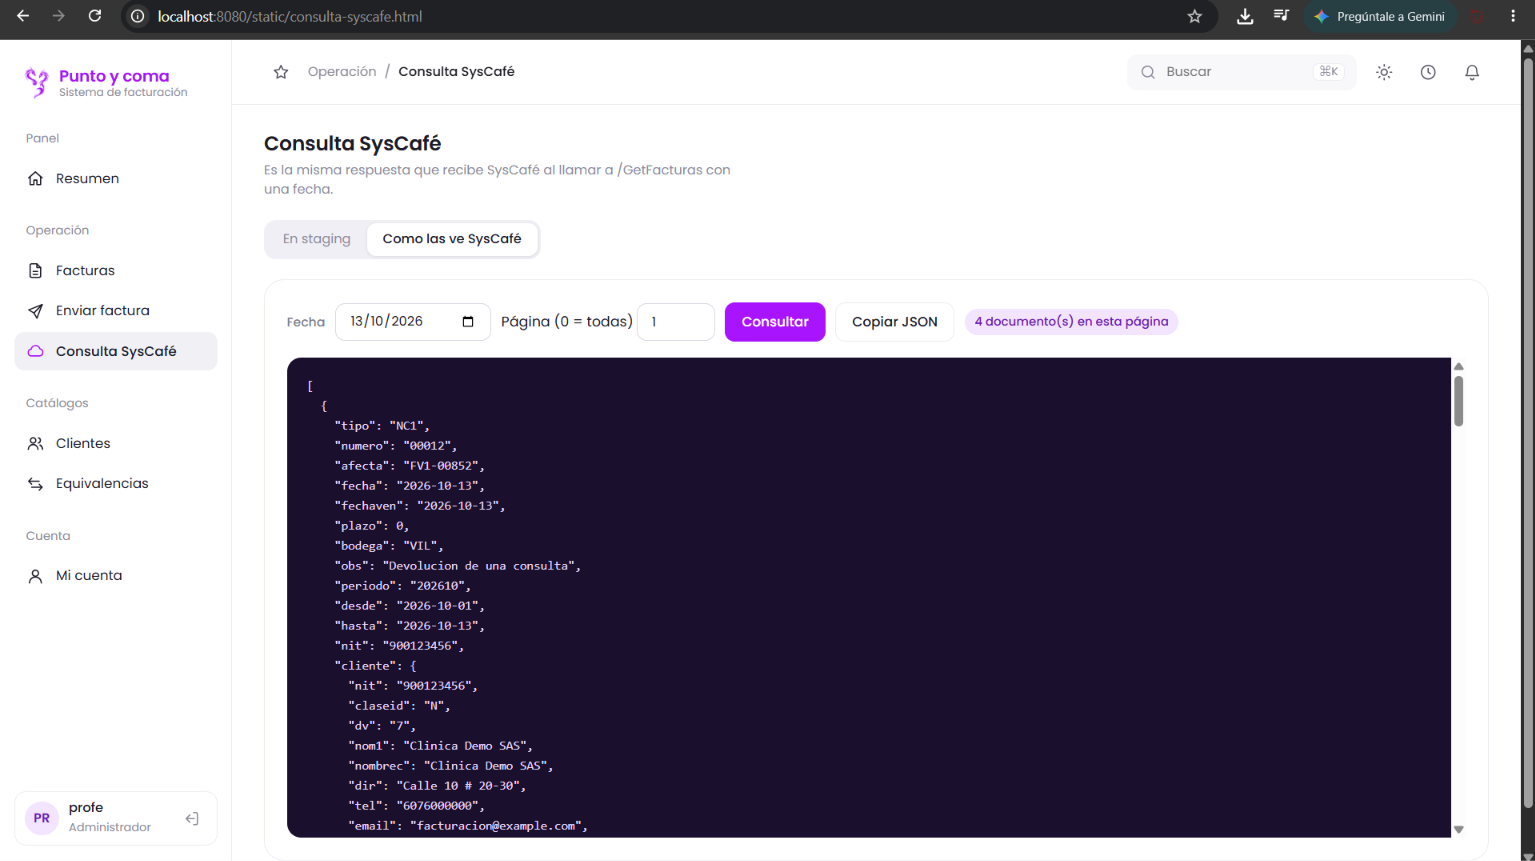 localhost:8080/static/consulta-syscafe.html
Pregúntale a Gemini
Punto y coma
Sistema de facturación
Panel
Resumen
Operación
Facturas
Enviar factura
Consulta SysCafé
Catálogos
Clientes
Equivalencias
Cuenta
Mi cuenta
PR
profe
Administrador
Operación / Consulta SysCafé
Buscar
⌘K
Consulta SysCafé
Es la misma respuesta que recibe SysCafé al llamar a /GetFacturas con
una fecha.
En staging
Como las ve SysCafé
Fecha 13/10/2026 Página (0 = todas) 1 Consultar Copiar JSON 4 documento(s) en esta página
[
{
"tipo": "NC1",
"numero": "00012",
"afecta": "FV1-00852",
"fecha": "2026-10-13",
"fechaven": "2026-10-13",
"plazo": 0,
"bodega": "VIL",
"obs": "Devolucion de una consulta",
"periodo": "202610",
"desde": "2026-10-01",
"hasta": "2026-10-13",
"nit": "900123456",
"cliente": {
"nit": "900123456",
"claseid": "N",
"dv": "7",
"nom1": "Clinica Demo SAS",
"nombrec": "Clinica Demo SAS",
"dir": "Calle 10 # 20-30",
"tel": "6076000000",
"email": "facturacion@example.com",